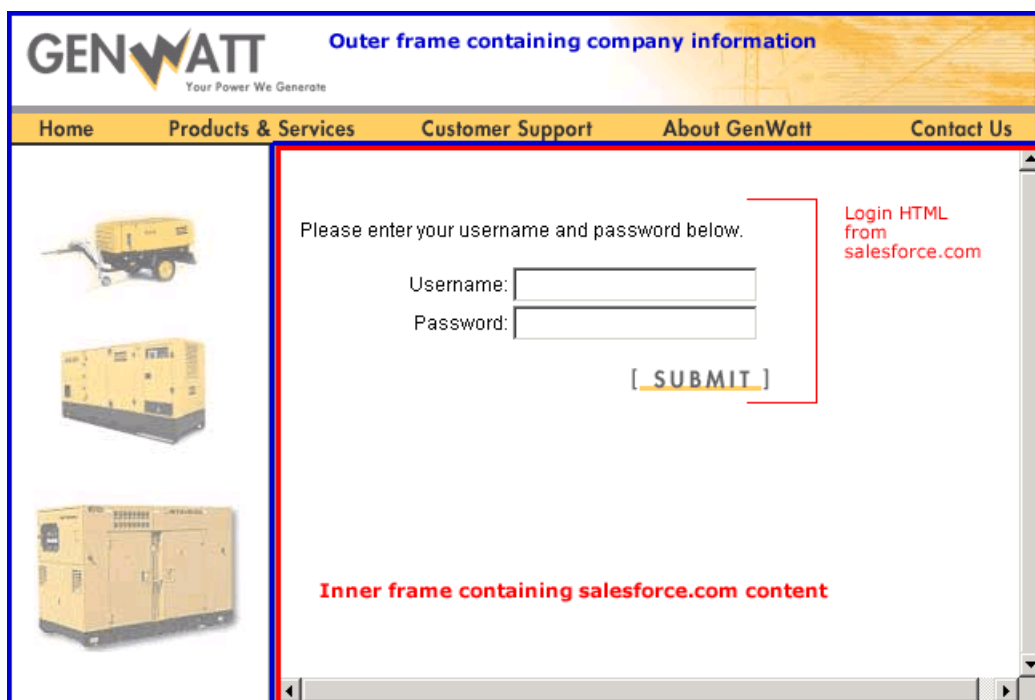 GENWATT
Your Power We Generate
Outer frame containing company information
Home Products & Services Customer Support About GenWatt Contact Us
Please enter your username and password below.
Username:
Password:
[ SUBMIT ]
Login HTML
from
salesforce.com
Inner frame containing salesforce.com content